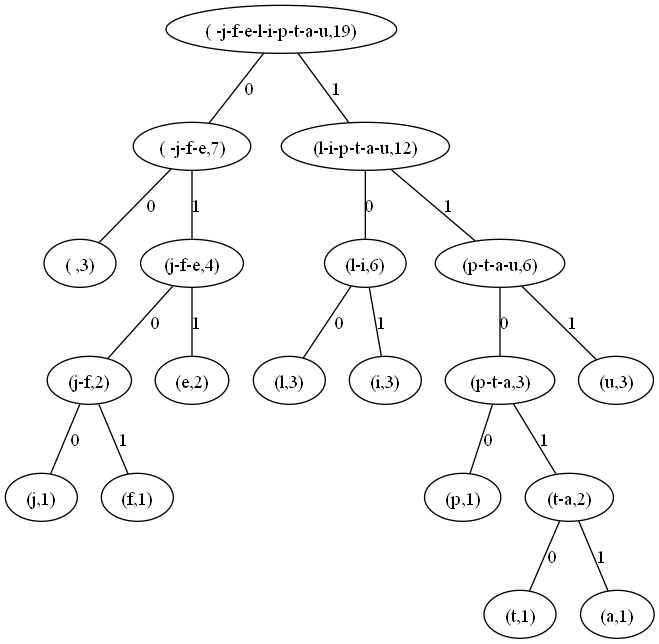 ( -j-f-e-l-i-p-t-a-u,19)
0 1
( -j-f-e,7) (l-i-p-t-a-u,12)
0 1 0 1
( ,3) (j-f-e,4) (l-i,6) (p-t-a-u,6)
0 1 0 1 0 1
(j-f,2) (e,2) (l,3) (i,3) (p-t-a,3) (u,3)
0 1 0 1
(j,1) (f,1) (p,1) (t-a,2)
0 1
(t,1) (a,1)